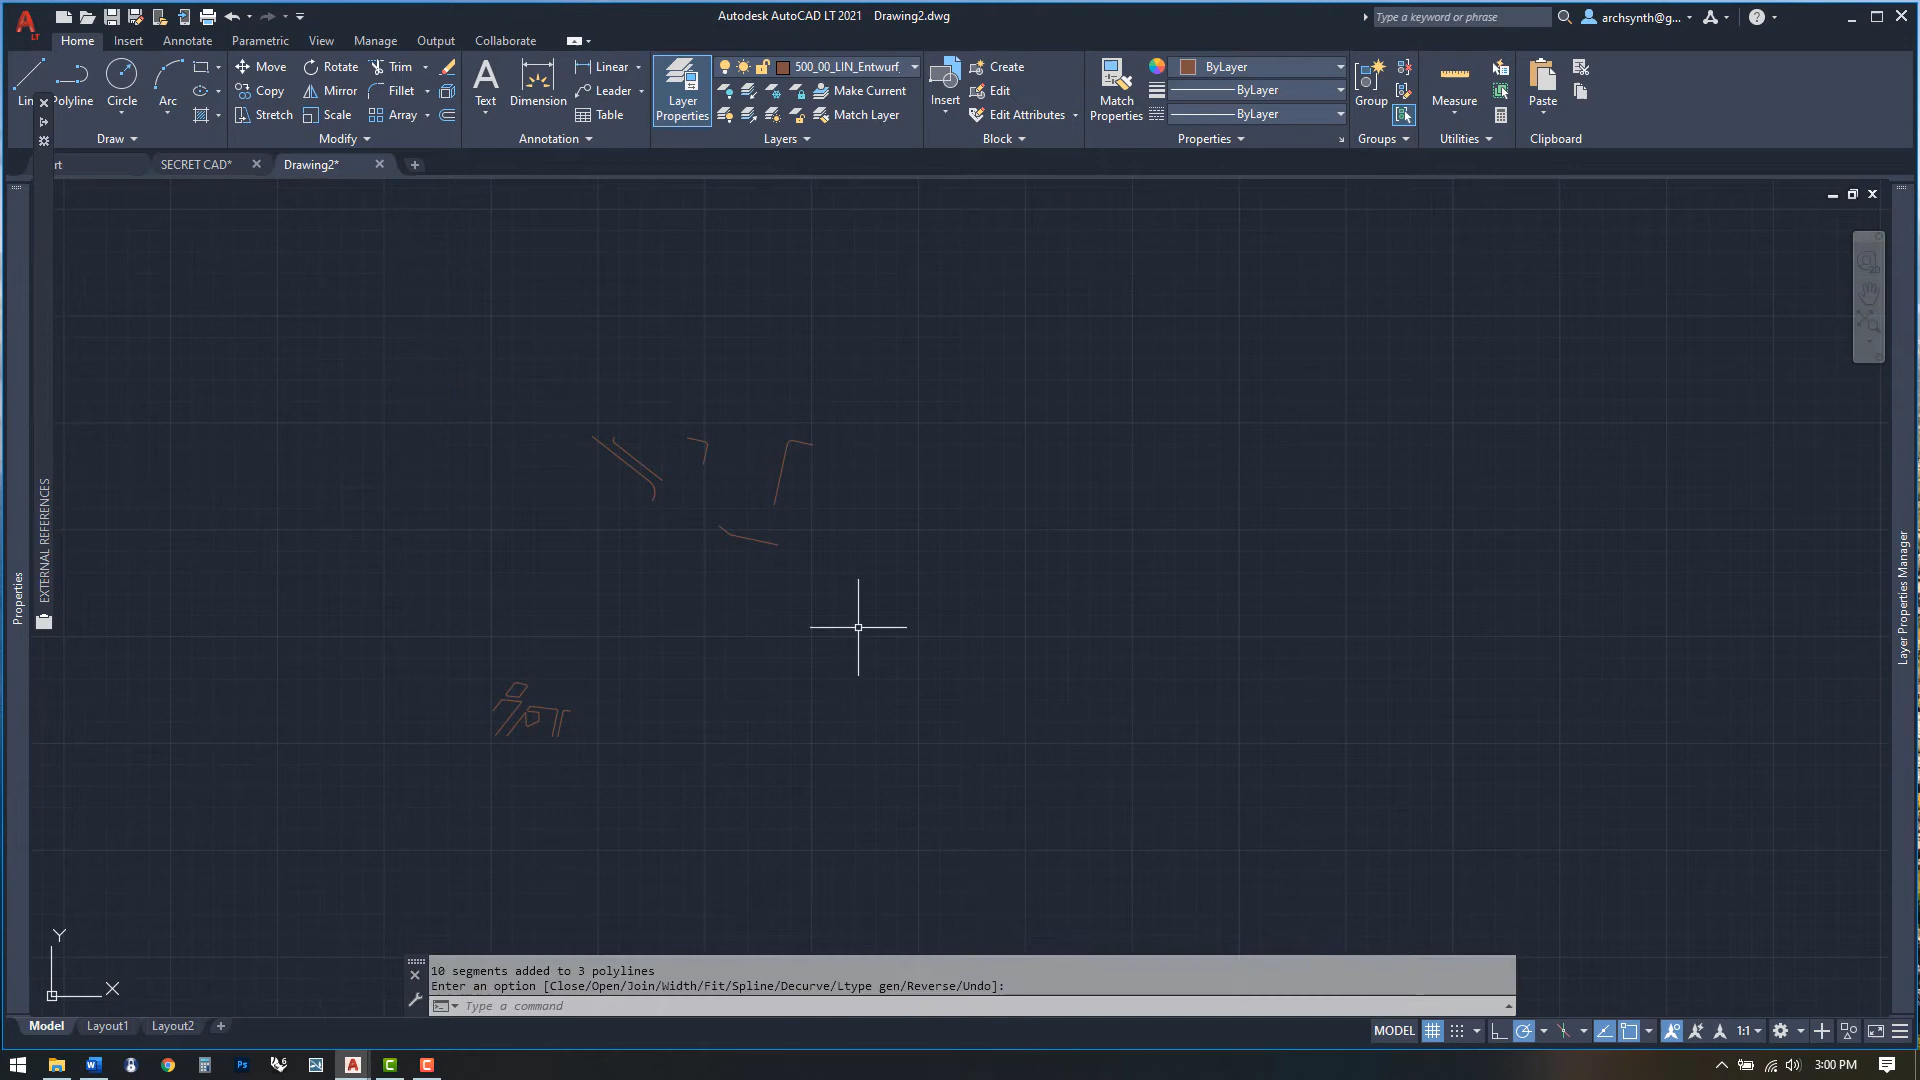 Autodesk AutoCAD LT 2021 Drawing2.dwg
Type a keyword or phrase
archsynth@g...
LT
Home Insert Annotate Parametric View Manage Output Collaborate
Move Rotate Trim Linear 500_00_LIN_Entwurf Create ByLayer
Copy Mirror Fillet Leader Make Current Edit ByLayer
Stretch Scale Array Table Match Layer Edit Attributes ByLayer
Polyline Circle Arc Text Dimension Layer Properties Insert Match Properties Group Measure Paste
Draw Modify Annotation Layers Block Properties Groups Utilities Clipboard
SECRET CAD* Drawing2*
EXTERNAL REFERENCES
Properties
Layer Properties Manager
Y
X
10 segments added to 3 polylines
Enter an option [Close/Open/Join/Width/Fit/Spline/Decurve/Ltype gen/Reverse/Undo]:
Type a command
Model Layout1 Layout2
MODEL 1:1
3:00 PM